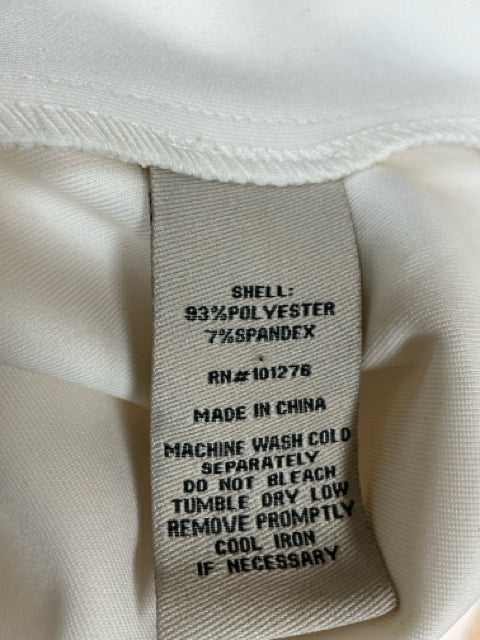 SHELL:
93%POLYESTER
7%SPANDEX
RN#101276
MADE IN CHINA
MACHINE WASH COLD
SEPARATELY
DO NOT BLEACH
TUMBLE DRY LOW
REMOVE PROMPTLY
COOL IRON
IF NECESSARY